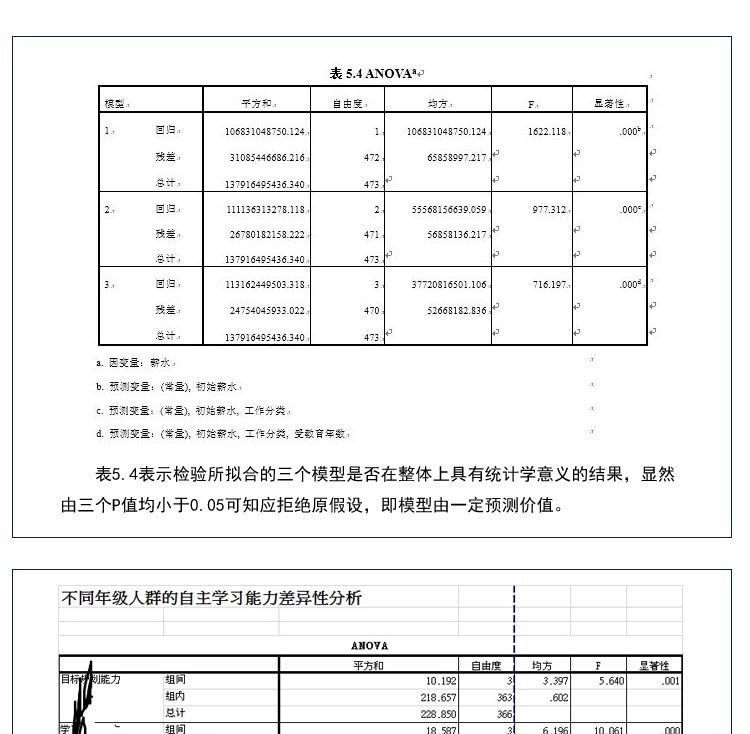 表 5.4 ANOVAa
模型 平方和 自由度 均方 F 显著性
1 回归 106831048750.124 1 106831048750.124 1622.118 .000b
残差 31085446686.216 472 65858997.217
总计 137916495436.340 473
2 回归 111136313278.118 2 55568156639.059 977.312 .000c
残差 26780182158.222 471 56858136.217
总计 137916495436.340 473
3 回归 113162449503.318 3 37720816501.106 716.197 .000d
残差 24754045933.022 470 52668182.836
总计 137916495436.340 473
a. 因变量: 薪水
b. 预测变量: (常量), 初始薪水
c. 预测变量: (常量), 初始薪水, 工作分类
d. 预测变量: (常量), 初始薪水, 工作分类, 受教育年数
表5.4表示检验所拟合的三个模型是否在整体上具有统计学意义的结果，显然
由三个P值均小于0.05可知应拒绝原假设，即模型由一定预测价值。
不同年级人群的自主学习能力差异性分析
ANOVA
平方和 自由度 均方 F 显著性
目标规划能力 组间 10.192 3 3.397 5.640 .001
组内 218.657 363 .602
总计 228.850 366
组间 18.587 3 6.196 10.061 .000